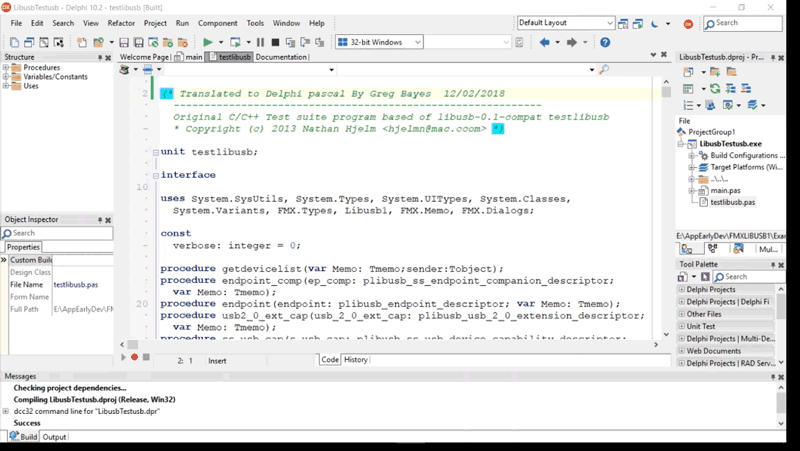 LibusbTestusb - Delphi 10.2 - testlibusb [Built]
Default Layout
Search
File Search View Refactor Project Run Component Tools Window Help
32-bit Windows
Structure
Procedures
Variables/Constants
Uses
Welcome Page main testlibusb Documentation
2 (* Translated to Delphi pascal By Greg Bayes 12/02/2018
------------------------------------------------------------
Original C/C++ Test suite program based of libusb-0.1-compat testlibusb
* Copyright (c) 2013 Nathan Hjelm <hjelmn@mac.ccom> *)
unit testlibusb;
interface
10
uses System.SysUtils, System.Types, System.UITypes, System.Classes,
System.Variants, FMX.Types, Libusb1, FMX.Memo, FMX.Dialogs;
const
verbose: integer = 0;
procedure getdevicelist(var Memo: Tmemo;sender:Tobject);
procedure endpoint_comp(ep_comp: plibusb_ss_endpoint_companion_descriptor;
var Memo: Tmemo);
20 procedure endpoint(endpoint: plibusb_endpoint_descriptor; var Memo: Tmemo);
procedure usb2_0_ext_cap(usb_2_0_ext_cap: plibusb_usb_2_0_extension_descriptor;
var Memo: Tmemo);
procedure ss_usb_cap(s_usb_cap: plibusb_ss_usb_device_capability_descriptor;
2: 1 Insert Code History
Object Inspector
Search
Properties
Custom Build
Design Class
File Name testlibusb.pas
Form Name
Full Path E:\AppEarlyDev\FM
LibusbTestusb.dproj - Pr...
ProjectGroup1
LibusbTestusb.exe
Build Configurations ...
Target Platforms (Wi...
..\..\
main.pas
testlibusb.pas
E:\AppEarlyDev\FMXLIBUSB1\Exa
Mul...
Tool Palette
Search
Delphi Projects
Delphi Projects | Delphi Fi
Other Files
Unit Test
Delphi Projects | Multi-De
Web Documents
Delphi Projects | RAD Serv
Messages
Checking project dependencies...
Compiling LibusbTestusb.dproj (Release, Win32)
dcc32 command line for "LibusbTestusb.dpr"
Success
Build Output